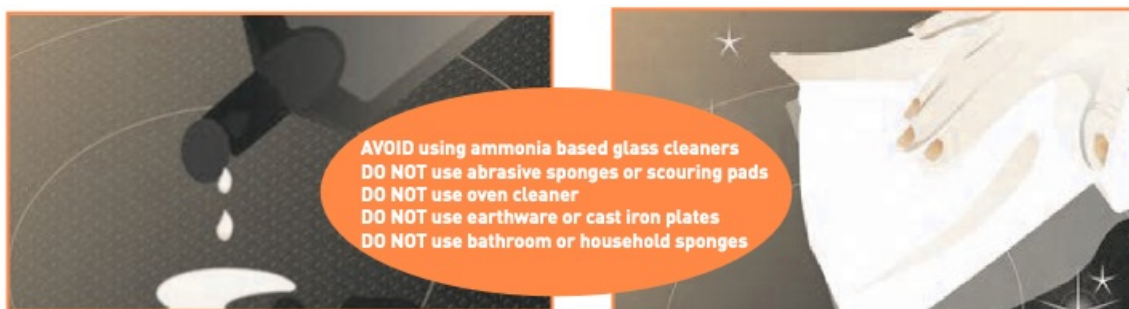 AVOID using ammonia based glass cleaners
DO NOT use abrasive sponges or scouring pads
DO NOT use oven cleaner
DO NOT use earthware or cast iron plates
DO NOT use bathroom or household sponges